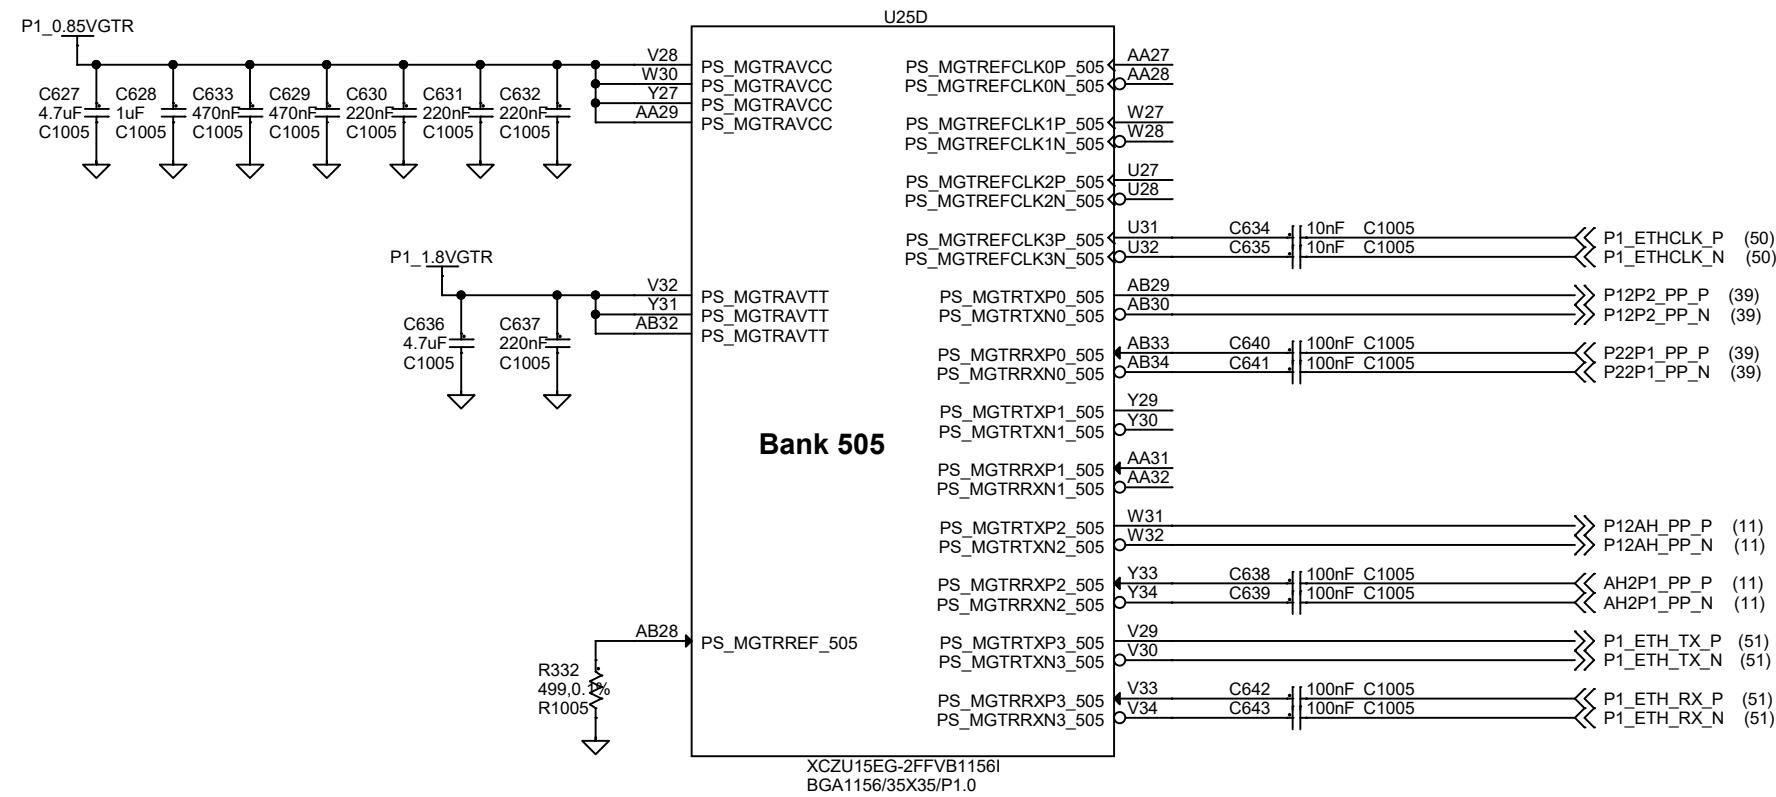 U25D
P1_0.85VGTR
C627 4.7uF C1005
C628 1uF C1005
C633 470nF C1005
C629 470nF C1005
C630 220nF C1005
C631 220nF C1005
C632 220nF C1005
V28 PS_MGTRAVCC
W30 PS_MGTRAVCC
Y27 PS_MGTRAVCC
AA29 PS_MGTRAVCC
P1_1.8VGTR
C636 4.7uF C1005
C637 220nF C1005
V32 PS_MGTRAVTT
Y31 PS_MGTRAVTT
AB32 PS_MGTRAVTT
Bank 505
AB28 PS_MGTRREF_505
R332
499,0.1%
R1005
PS_MGTREFCLK0P_505 AA27
PS_MGTREFCLK0N_505 AA28
PS_MGTREFCLK1P_505 W27
PS_MGTREFCLK1N_505 W28
PS_MGTREFCLK2P_505 U27
PS_MGTREFCLK2N_505 U28
PS_MGTREFCLK3P_505 U31 C634 10nF C1005 P1_ETHCLK_P (50)
PS_MGTREFCLK3N_505 U32 C635 10nF C1005 P1_ETHCLK_N (50)
PS_MGTRTXP0_505 AB29 P12P2_PP_P (39)
PS_MGTRTXN0_505 AB30 P12P2_PP_N (39)
PS_MGTRRXP0_505 AB33 C640 100nF C1005 P22P1_PP_P (39)
PS_MGTRRXN0_505 AB34 C641 100nF C1005 P22P1_PP_N (39)
PS_MGTRTXP1_505 Y29
PS_MGTRTXN1_505 Y30
PS_MGTRRXP1_505 AA31
PS_MGTRRXN1_505 AA32
PS_MGTRTXP2_505 W31 P12AH_PP_P (11)
PS_MGTRTXN2_505 W32 P12AH_PP_N (11)
PS_MGTRRXP2_505 Y33 C638 100nF C1005 AH2P1_PP_P (11)
PS_MGTRRXN2_505 Y34 C639 100nF C1005 AH2P1_PP_N (11)
PS_MGTRTXP3_505 V29 P1_ETH_TX_P (51)
PS_MGTRTXN3_505 V30 P1_ETH_TX_N (51)
PS_MGTRRXP3_505 V33 C642 100nF C1005 P1_ETH_RX_P (51)
PS_MGTRRXN3_505 V34 C643 100nF C1005 P1_ETH_RX_N (51)
XCZU15EG-2FFVB1156I
BGA1156/35X35/P1.0